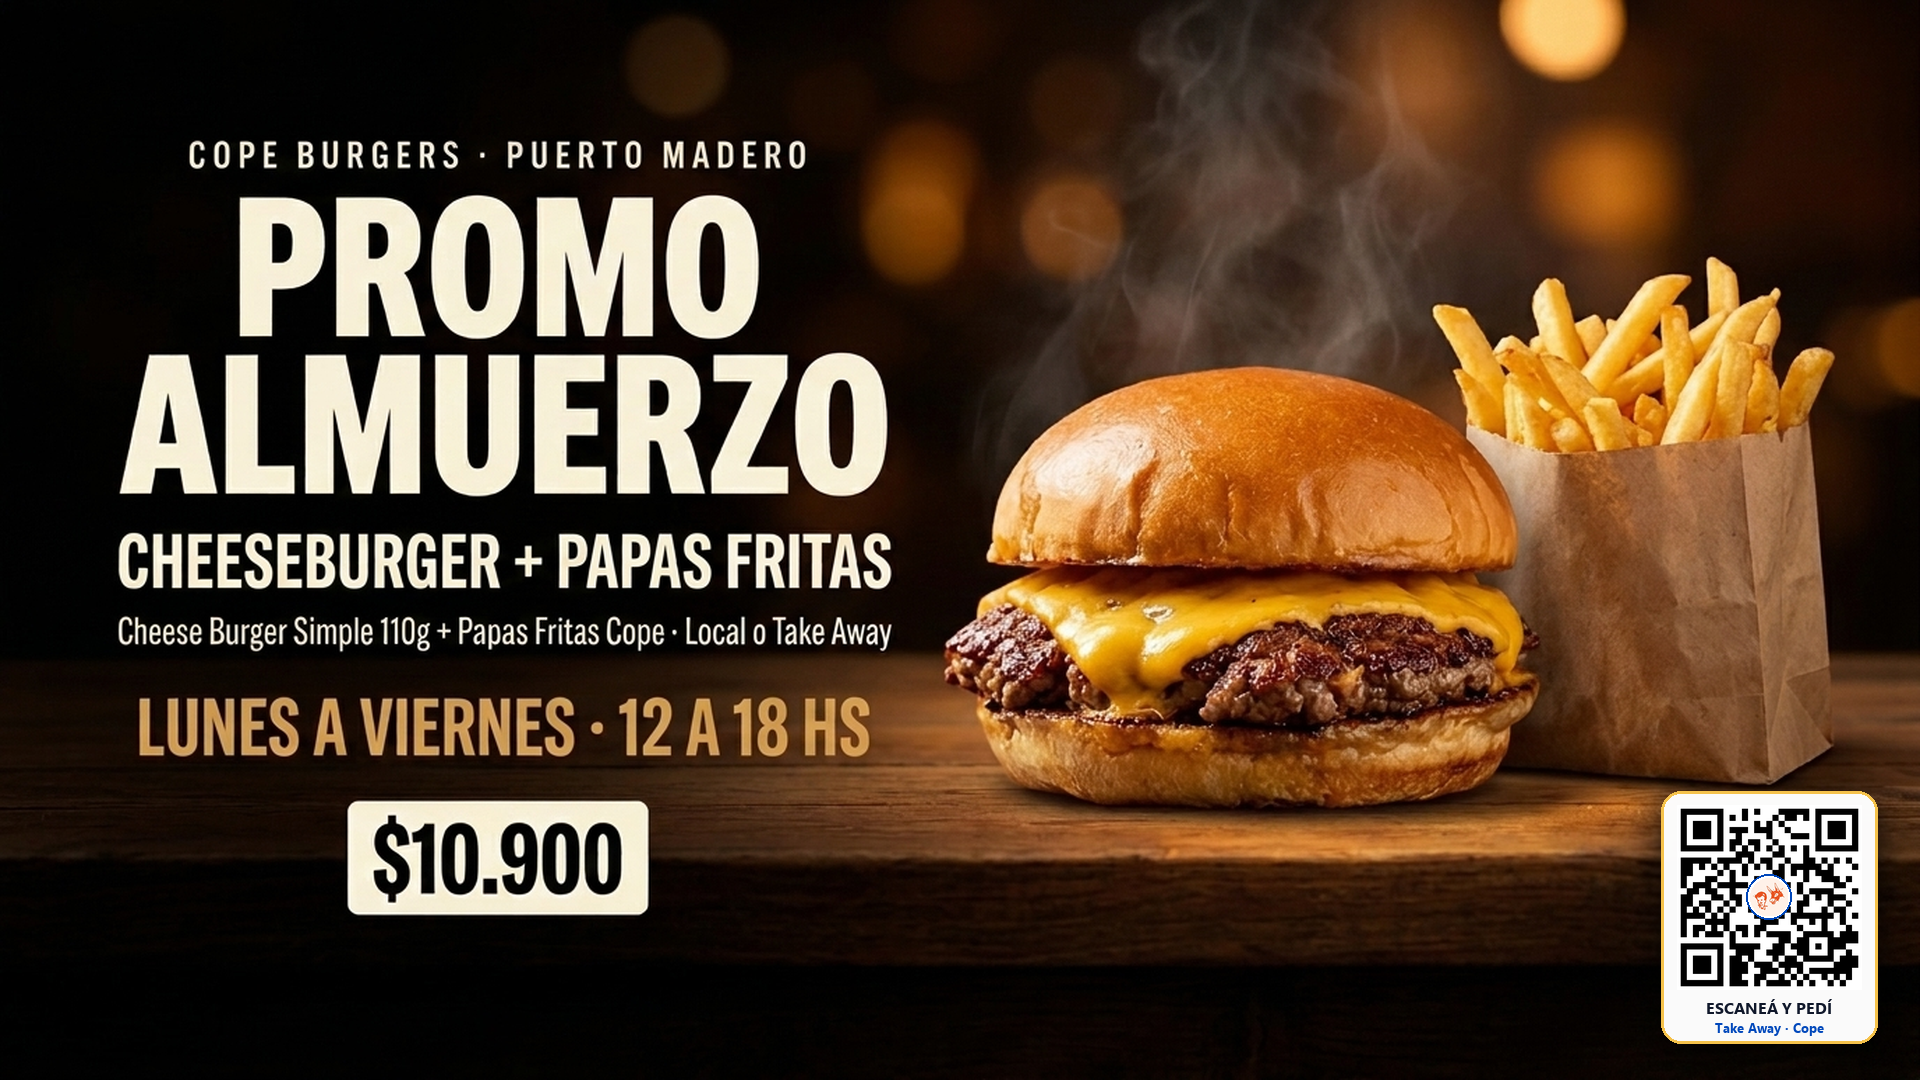 COPE BURGERS · PUERTO MADERO
PROMO
ALMUERZO
CHEESEBURGER + PAPAS FRITAS
Cheese Burger Simple 110g + Papas Fritas Cope · Local o Take Away
LUNES A VIERNES · 12 A 18 HS
$10.900
ESCANEÁ Y PEDÍ
Take Away · Cope